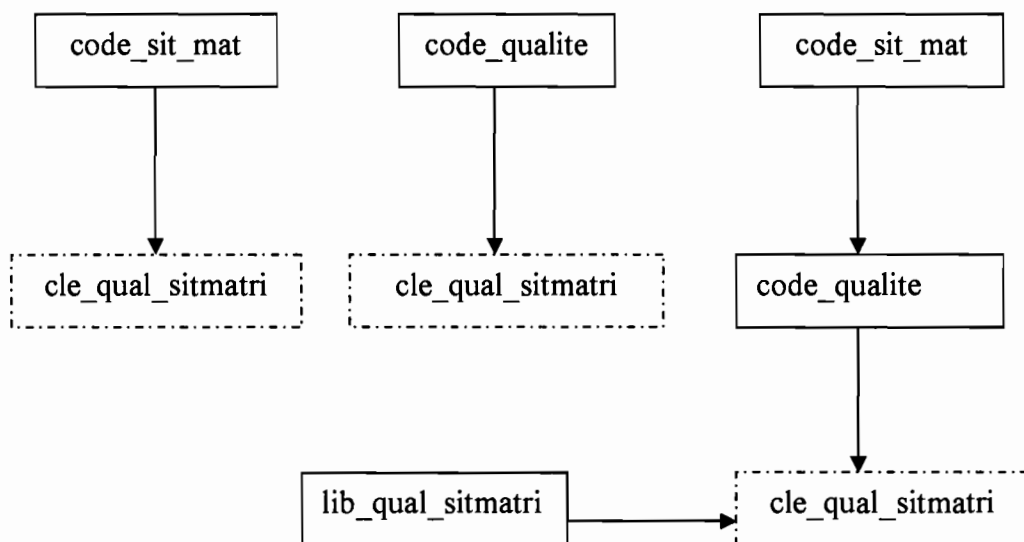 code_sit_mat
code_qualite
code_sit_mat
cle_qual_sitmatri
cle_qual_sitmatri
code_qualite
lib_qual_sitmatri
cle_qual_sitmatri